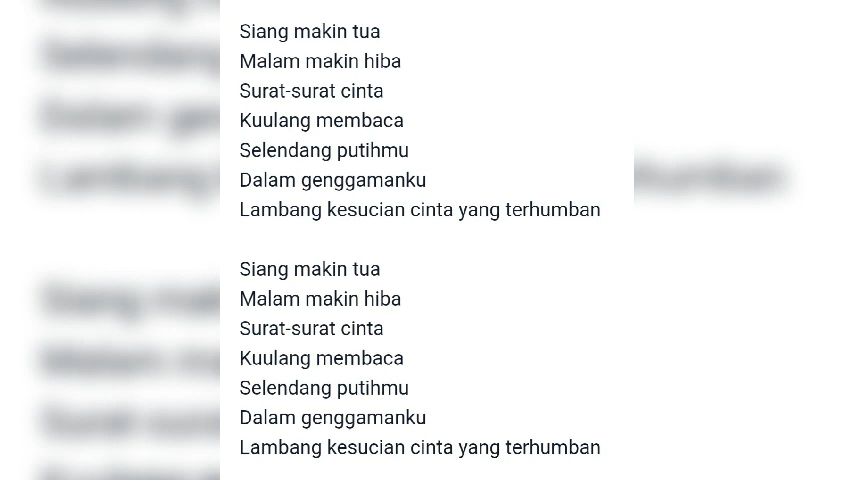 Siang makin tua
Malam makin hiba
Surat-surat cinta
Kuulang membaca
Selendang putihmu
Dalam genggamanku
Lambang kesucian cinta yang terhumban

Siang makin tua
Malam makin hiba
Surat-surat cinta
Kuulang membaca
Selendang putihmu
Dalam genggamanku
Lambang kesucian cinta yang terhumban